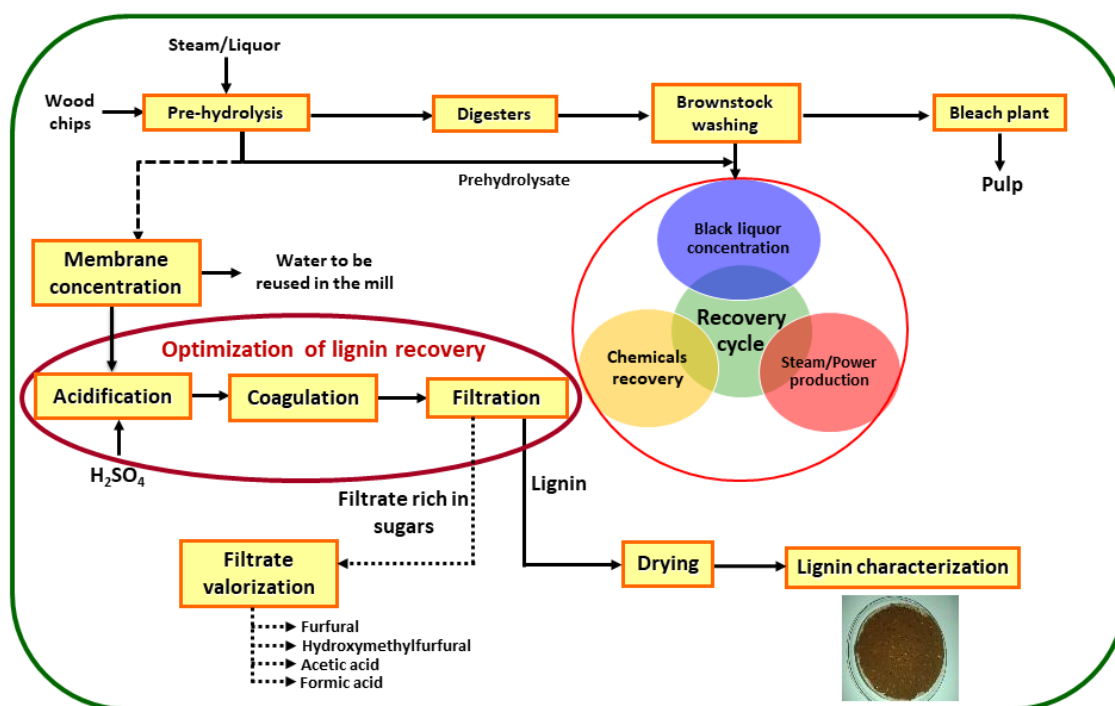 Steam/Liquor
Wood
chips
Pre-hydrolysis
Digesters
Brownstock
washing
Bleach plant
Prehydrolysate
Pulp
Black liquor
concentration
Membrane
concentration
Water to be
reused in the mill
Recovery
cycle
Chemicals
recovery
Steam/Power
production
Optimization of lignin recovery
Acidification
Coagulation
Filtration
H₂SO₄
Filtrate rich in
sugars
Lignin
Filtrate
valorization
Drying
Lignin characterization
Furfural
Hydroxymethylfurfural
Acetic acid
Formic acid